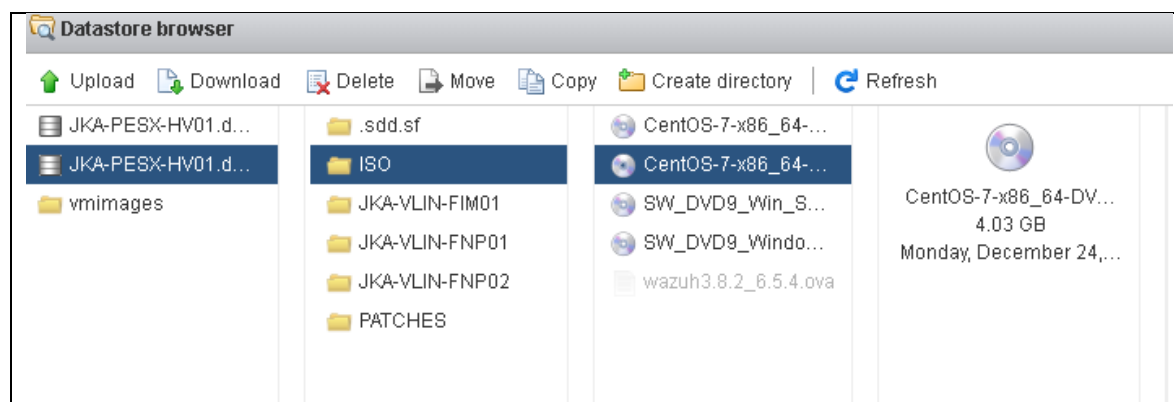 Datastore browser
Upload Download Delete Move Copy Create directory Refresh
JKA-PESX-HV01.d...
JKA-PESX-HV01.d...
vmimages
.sdd.sf
ISO
JKA-VLIN-FIM01
JKA-VLIN-FNP01
JKA-VLIN-FNP02
PATCHES
CentOS-7-x86_64-...
CentOS-7-x86_64-...
SW_DVD9_Win_S...
SW_DVD9_Windo...
wazuh3.8.2_6.5.4.ova
CentOS-7-x86_64-DV...
4.03 GB
Monday, December 24,...